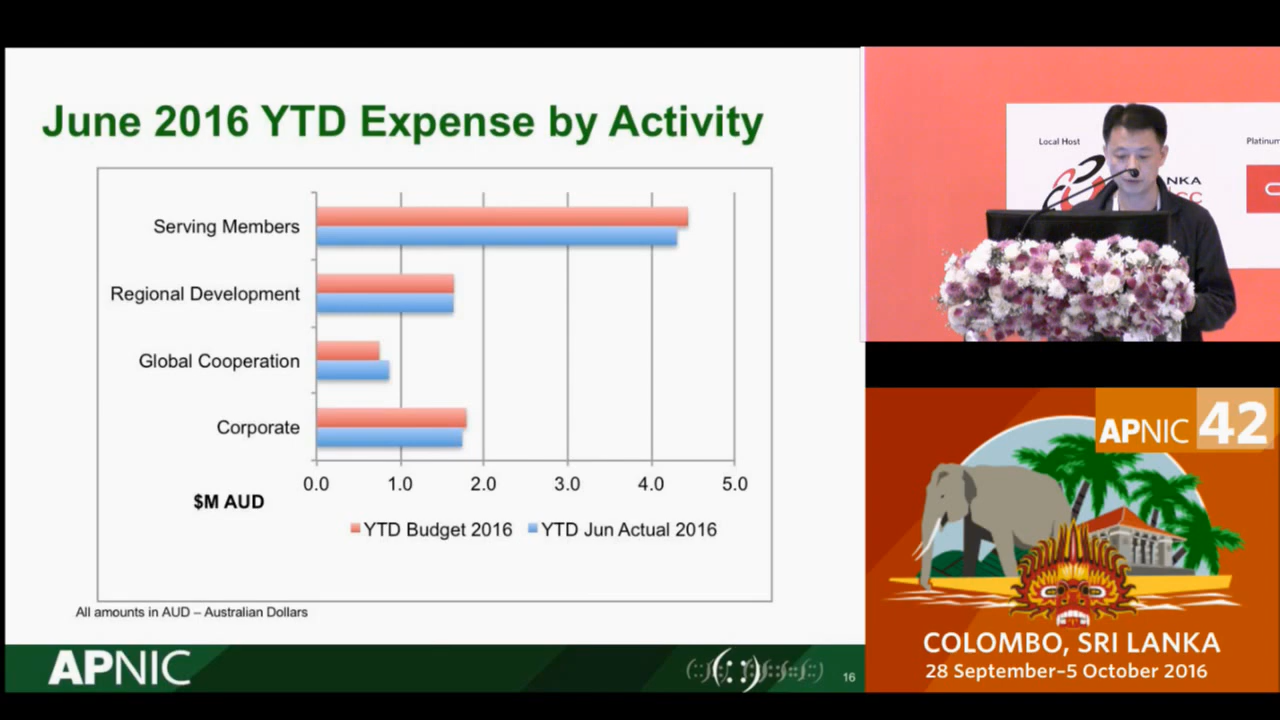 June 2016 YTD Expense by Activity
Serving Members
Regional Development
Global Cooperation
Corporate
0.0 1.0 2.0 3.0 4.0 5.0
$M AUD
YTD Budget 2016 YTD Jun Actual 2016
All amounts in AUD – Australian Dollars
APNIC
16
Local Host
Platinum
NKA
CC
APNIC 42
COLOMBO, SRI LANKA
28 September–5 October 2016